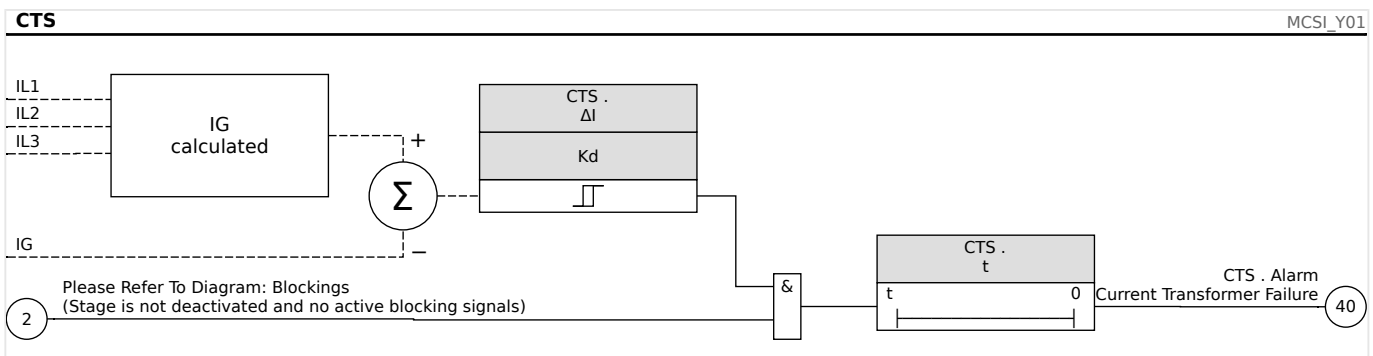 CTS
MCSI_Y01
IL1
IL2
IL3
IG
calculated
+
Σ
−
IG
CTS .
ΔI
Kd
Please Refer To Diagram: Blockings
(Stage is not deactivated and no active blocking signals)
2
&
CTS .
t
t 0
CTS . Alarm
Current Transformer Failure
40